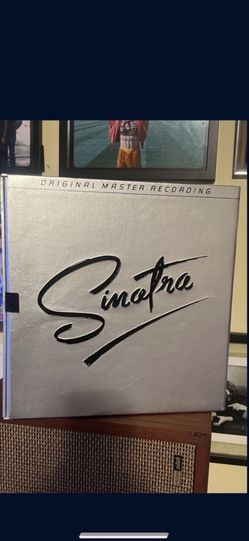 ORIGINAL MASTER RECORDING
Sinatra